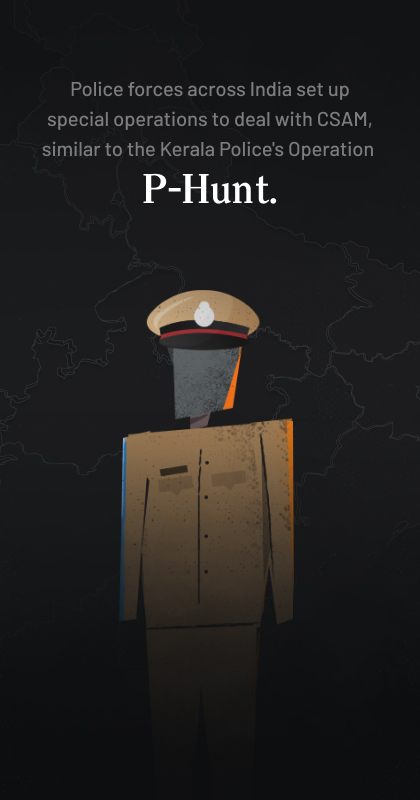 Police forces across India set up
special operations to deal with CSAM,
similar to the Kerala Police's Operation
P-Hunt.